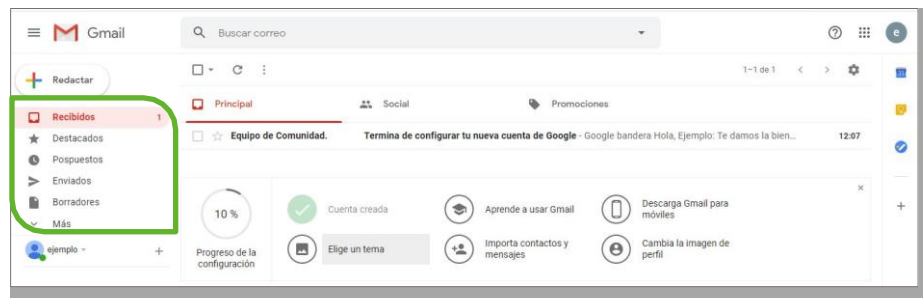 Gmail
Buscar correo
e
Redactar
1–1 de 1
Recibidos 1
Destacados
Pospuestos
Enviados
Borradores
Más
ejemplo
Principal
Social
Promociones
Equipo de Comunidad. Termina de configurar tu nueva cuenta de Google - Google bandera Hola, Ejemplo: Te damos la bien... 12:07
10 %
Progreso de la
configuración
Cuenta creada
Aprende a usar Gmail
Descarga Gmail para
móviles
Elige un tema
Importa contactos y
mensajes
Cambia la imagen de
perfil